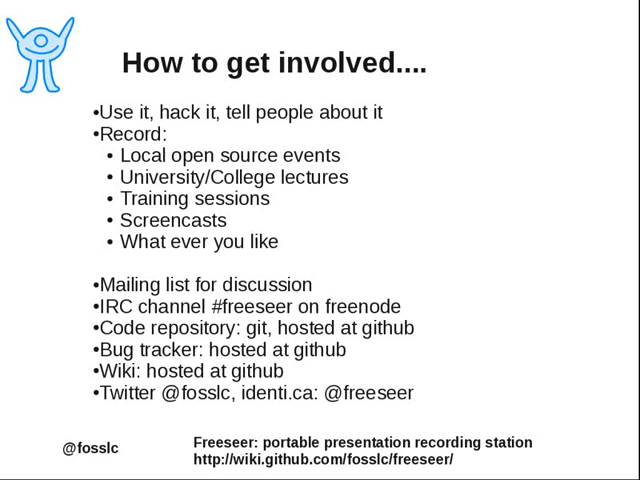 How to get involved....
•Use it, hack it, tell people about it
•Record:
• Local open source events
• University/College lectures
• Training sessions
• Screencasts
• What ever you like
•Mailing list for discussion
•IRC channel #freeseer on freenode
•Code repository: git, hosted at github
•Bug tracker: hosted at github
•Wiki: hosted at github
•Twitter @fosslc, identi.ca: @freeseer
@fosslc
Freeseer: portable presentation recording station
http://wiki.github.com/fosslc/freeseer/